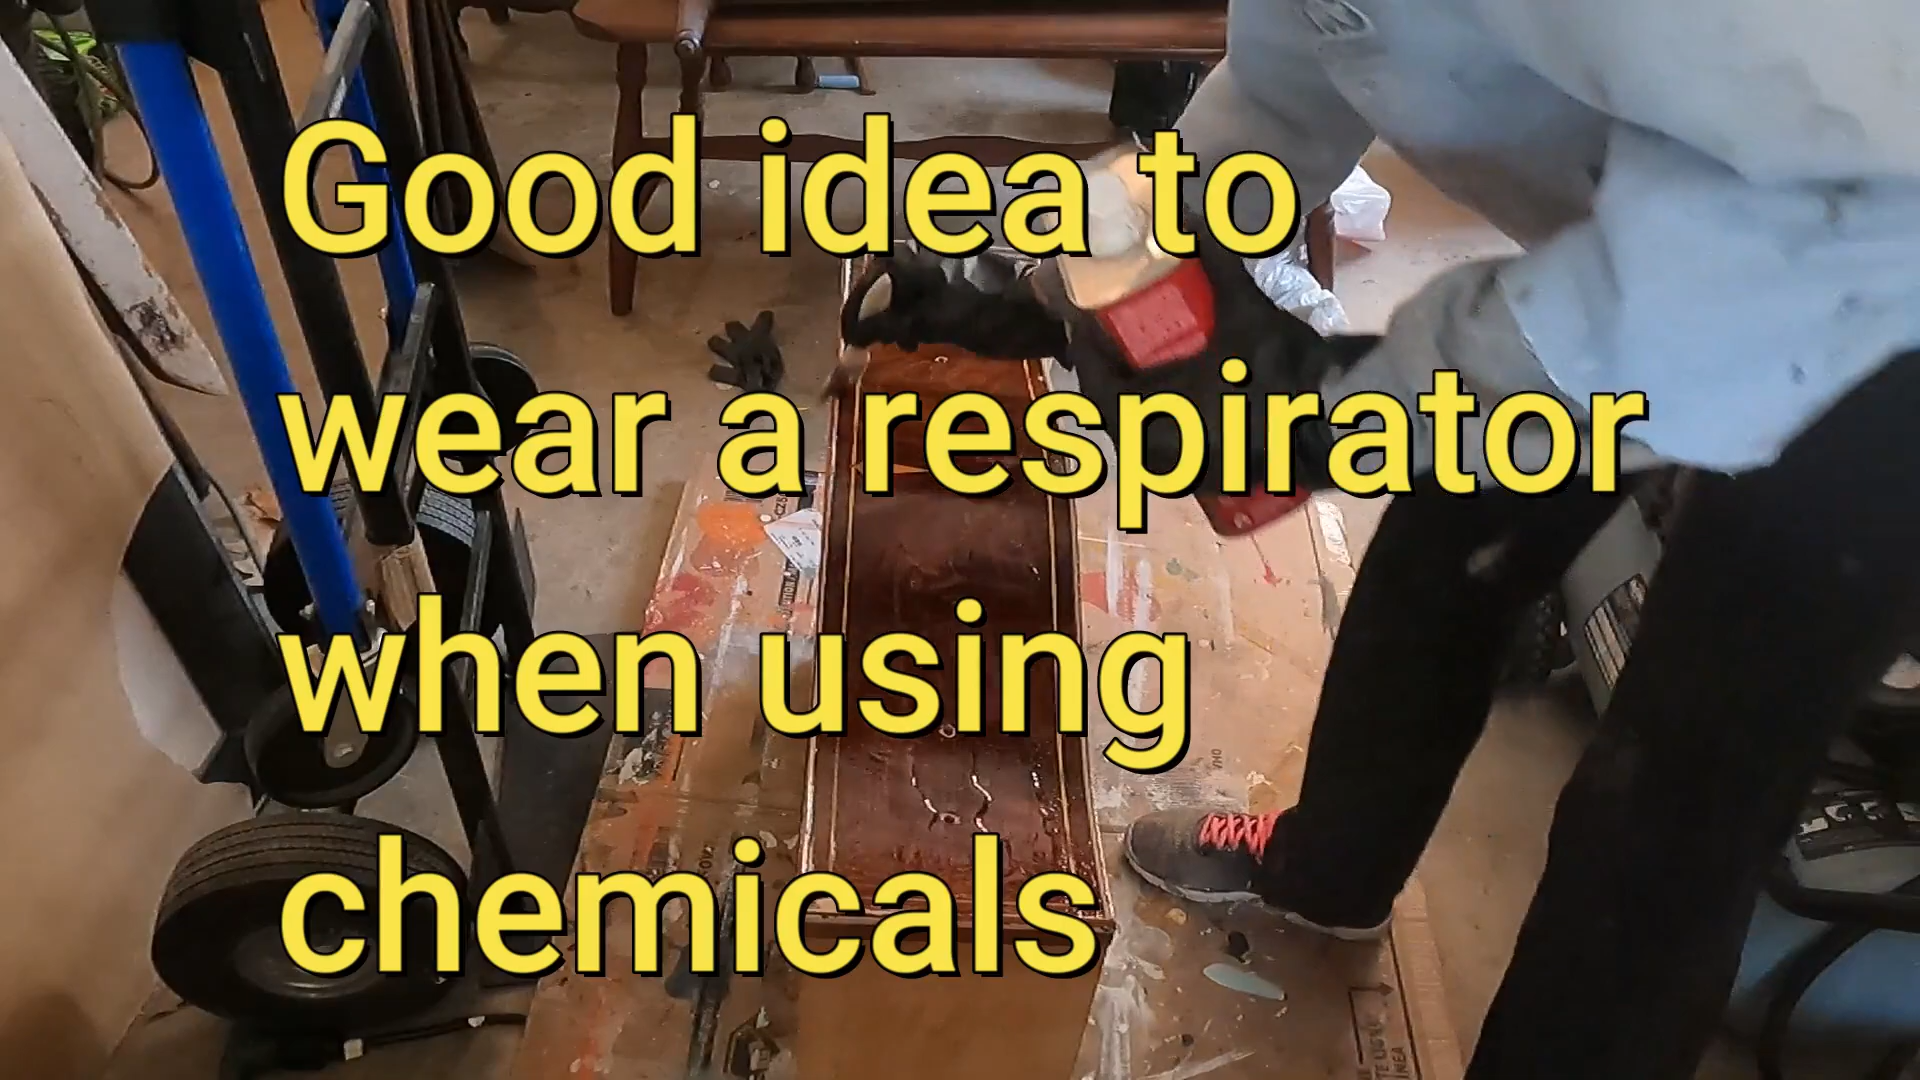 Good idea to
wear a respirator
when using
chemicals